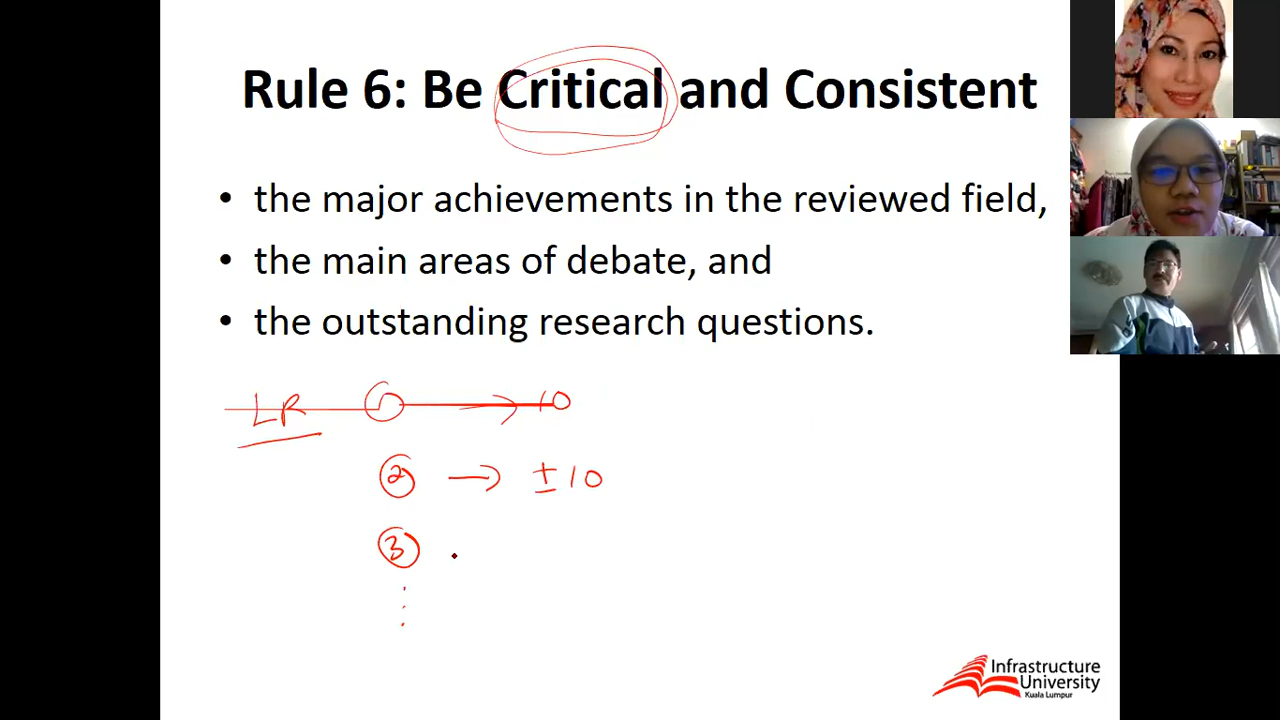 Rule 6: Be Critical and Consistent
• the major achievements in the reviewed field,
• the main areas of debate, and
• the outstanding research questions.
LR 1 → 10
2 → ±10
3
Infrastructure
University
Kuala Lumpur